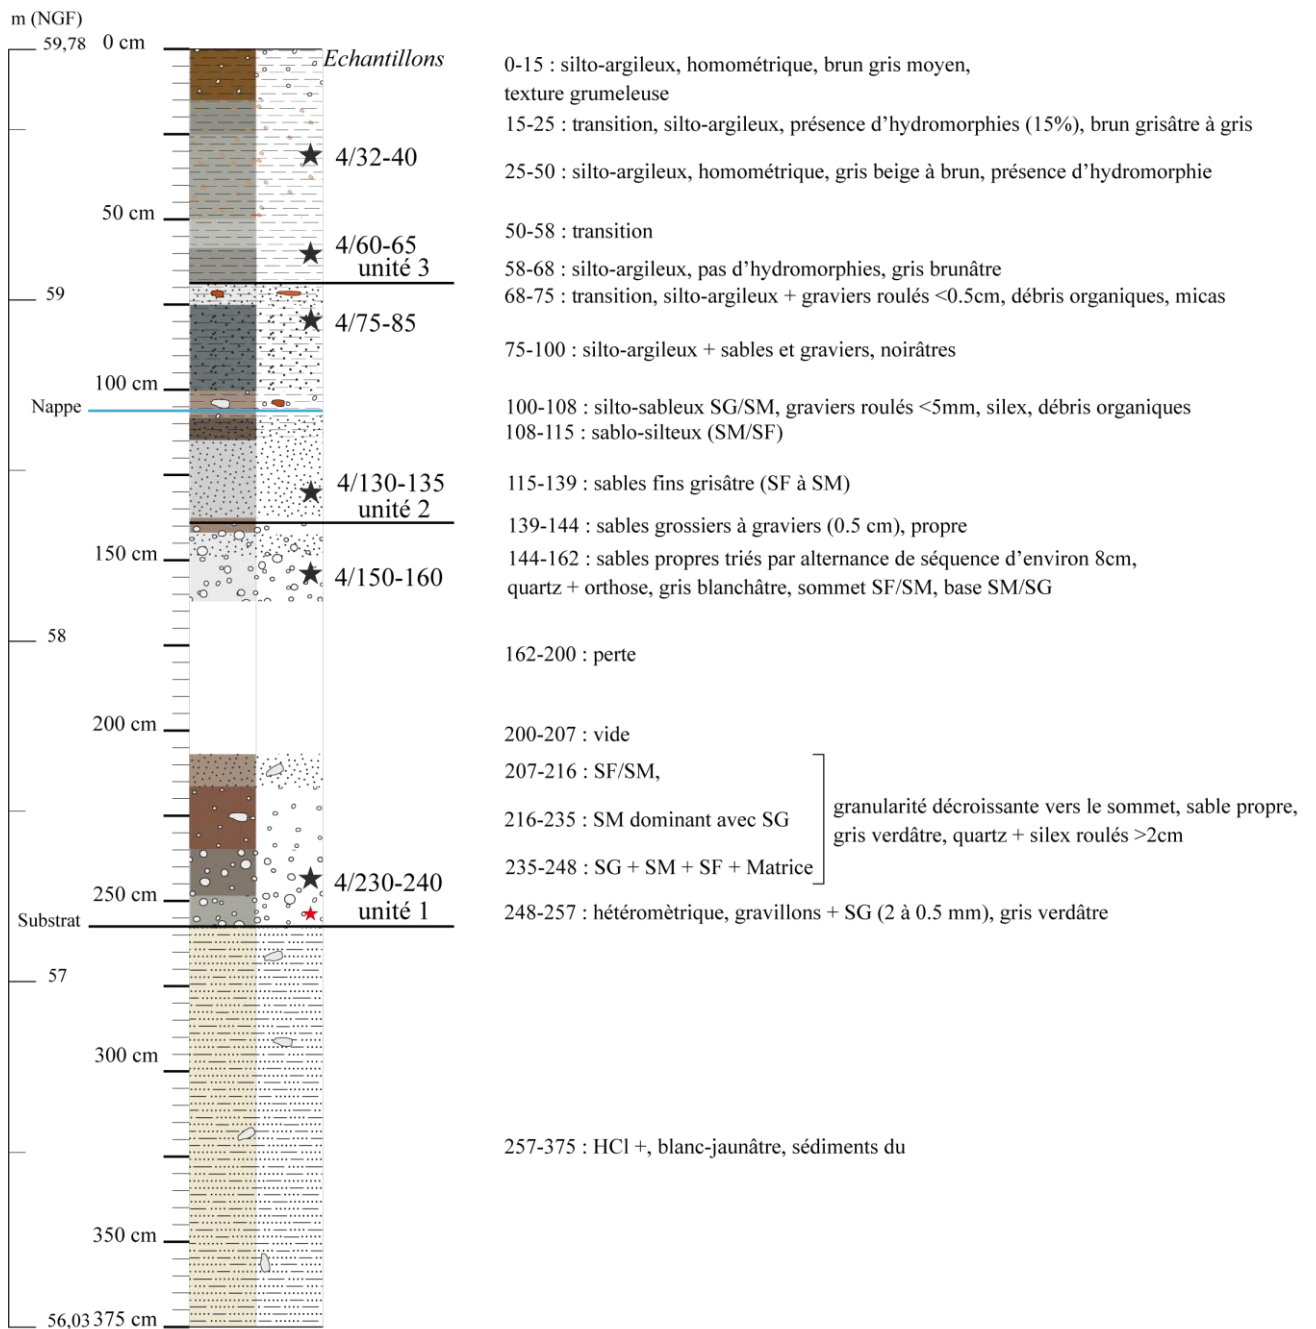 m (NGF)
59,78 0 cm
Echantillons
0-15 : silto-argileux, homométrique, brun gris moyen,
texture grumeleuse
15-25 : transition, silto-argileux, présence d'hydromorphies (15%), brun grisâtre à gris
4/32-40
25-50 : silto-argileux, homométrique, gris beige à brun, présence d'hydromorphie
50 cm
50-58 : transition
4/60-65
unité 3
58-68 : silto-argileux, pas d'hydromorphies, gris brunâtre
59
68-75 : transition, silto-argileux + graviers roulés <0.5cm, débris organiques, micas
4/75-85
75-100 : silto-argileux + sables et graviers, noirâtres
100 cm
Nappe
100-108 : silto-sableux SG/SM, graviers roulés <5mm, silex, débris organiques
108-115 : sablo-silteux (SM/SF)
4/130-135
unité 2
115-139 : sables fins grisâtre (SF à SM)
139-144 : sables grossiers à graviers (0.5 cm), propre
150 cm
4/150-160
144-162 : sables propres triés par alternance de séquence d'environ 8cm,
quartz + orthose, gris blanchâtre, sommet SF/SM, base SM/SG
58
162-200 : perte
200 cm
200-207 : vide
207-216 : SF/SM,
216-235 : SM dominant avec SG
235-248 : SG + SM + SF + Matrice
granularité décroissante vers le sommet, sable propre,
gris verdâtre, quartz + silex roulés >2cm
250 cm
4/230-240
unité 1
Substrat
248-257 : hétéromètrique, gravillons + SG (2 à 0.5 mm), gris verdâtre
57
300 cm
257-375 : HCl +, blanc-jaunâtre, sédiments du
350 cm
56,03 375 cm